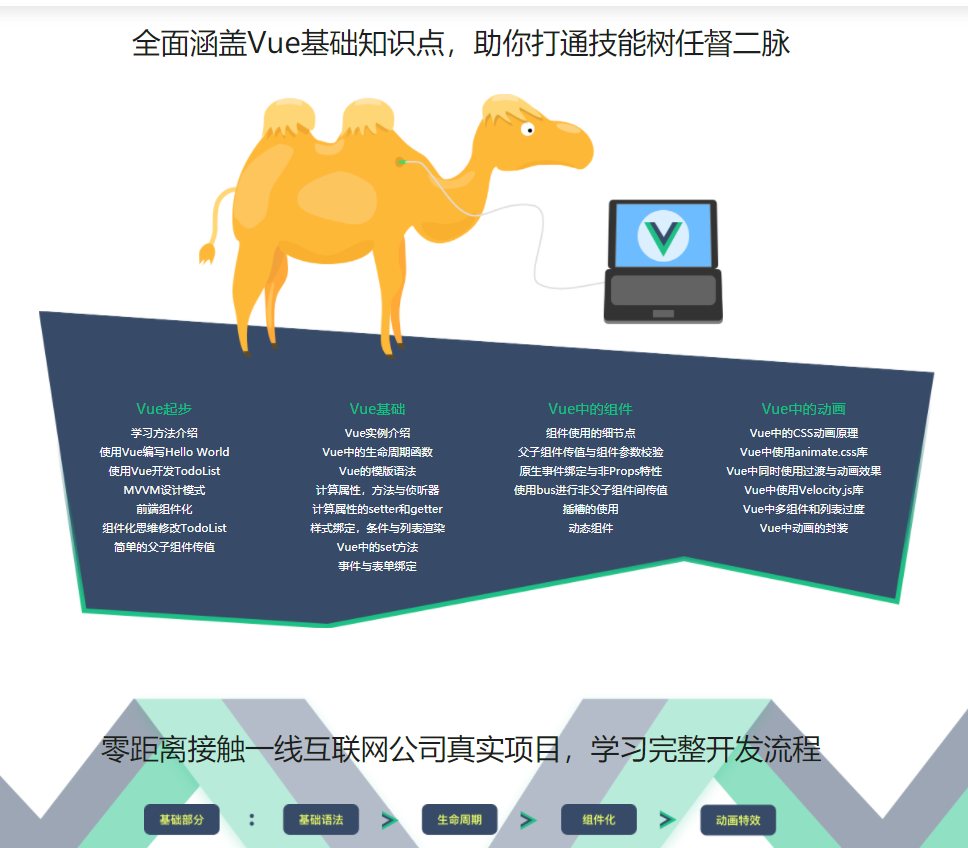 全面涵盖Vue基础知识点，助你打通技能树任督二脉
Vue起步
学习方法介绍
使用Vue编写Hello World
使用Vue开发TodoList
MVVM设计模式
前端组件化
组件化思维修改TodoList
简单的父子组件传值
Vue基础
Vue实例介绍
Vue中的生命周期函数
Vue的模版语法
计算属性，方法与侦听器
计算属性的setter和getter
样式绑定，条件与列表渲染
Vue中的set方法
事件与表单绑定
Vue中的组件
组件使用的细节点
父子组件传值与组件参数校验
原生事件绑定与非Props特性
使用bus进行非父子组件间传值
插槽的使用
动态组件
Vue中的动画
Vue中的CSS动画原理
Vue中使用animate.css库
Vue中同时使用过渡与动画效果
Vue中使用Velocity.js库
Vue中多组件和列表过度
Vue中动画的封装
零距离接触一线互联网公司真实项目，学习完整开发流程
基础部分 : 基础语法 > 生命周期 > 组件化 > 动画特效